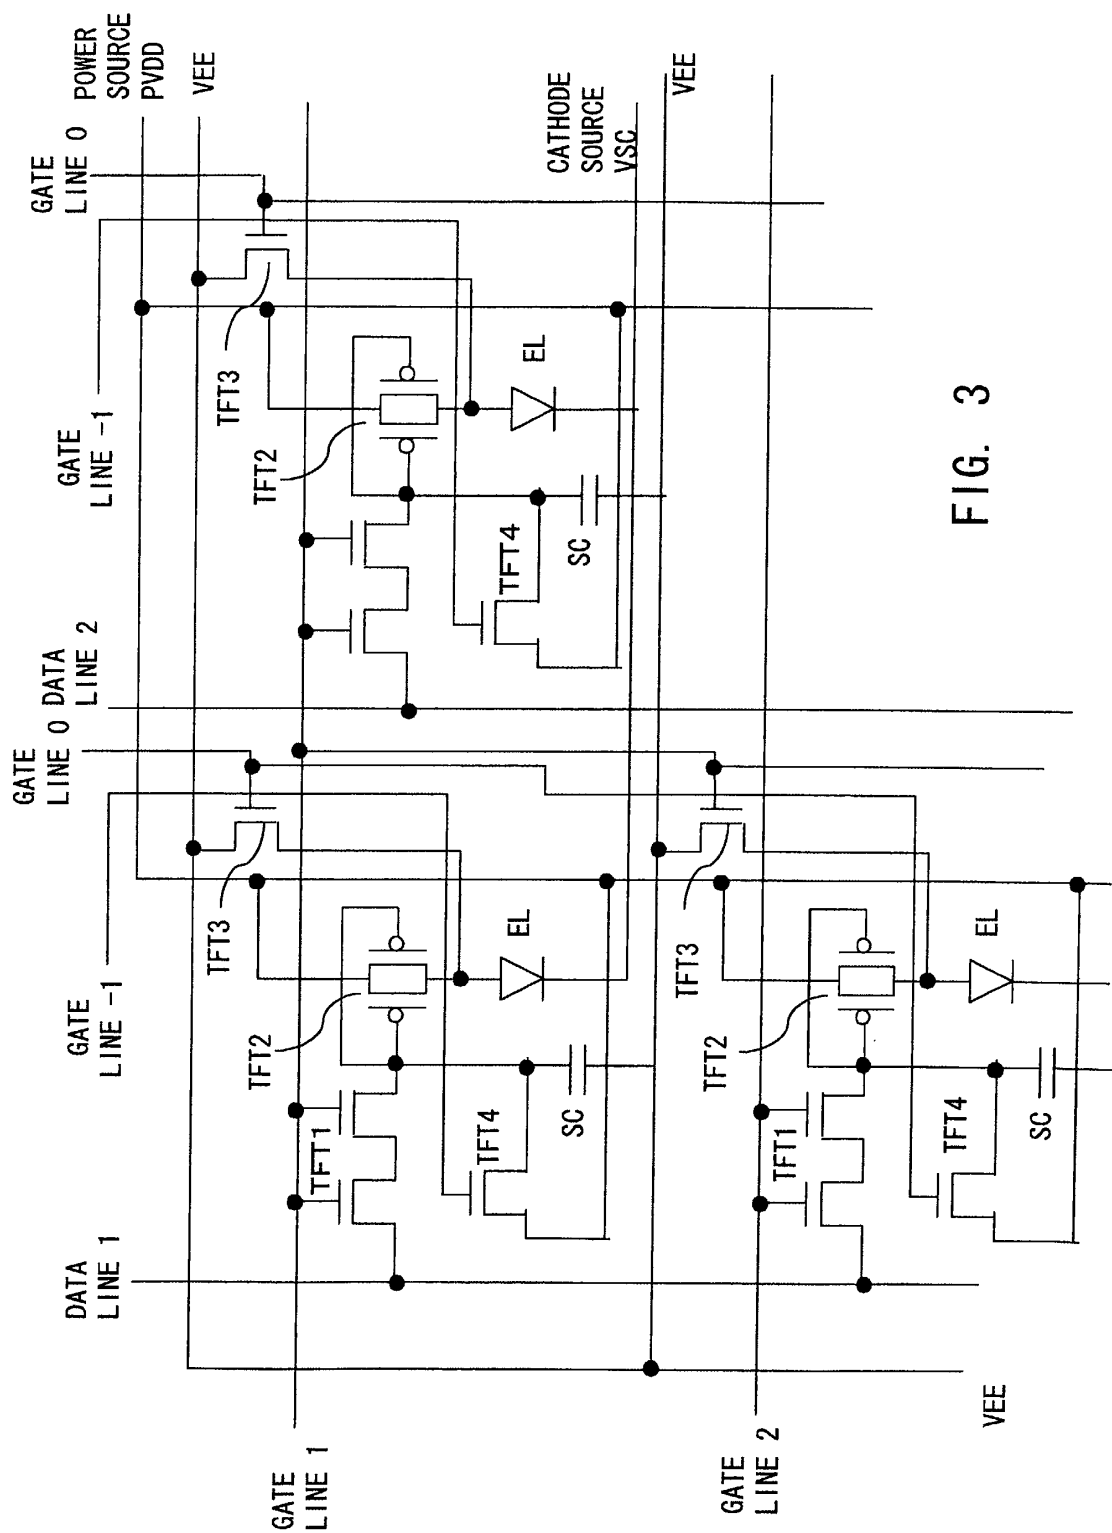 GATE
LINE 0
POWER
SOURCE
PVDD
VEE
GATE
LINE -1
TFT3
TFT2
EL
TFT4
SC
CATHODE
SOURCE
VSC
VEE
DATA
LINE 2
GATE
LINE 0
GATE
LINE -1
TFT3
TFT2
EL
TFT1
TFT4
SC
DATA
LINE 1
GATE
LINE 1
TFT3
TFT2
EL
TFT1
TFT4
SC
GATE
LINE 2
VEE
FIG. 3